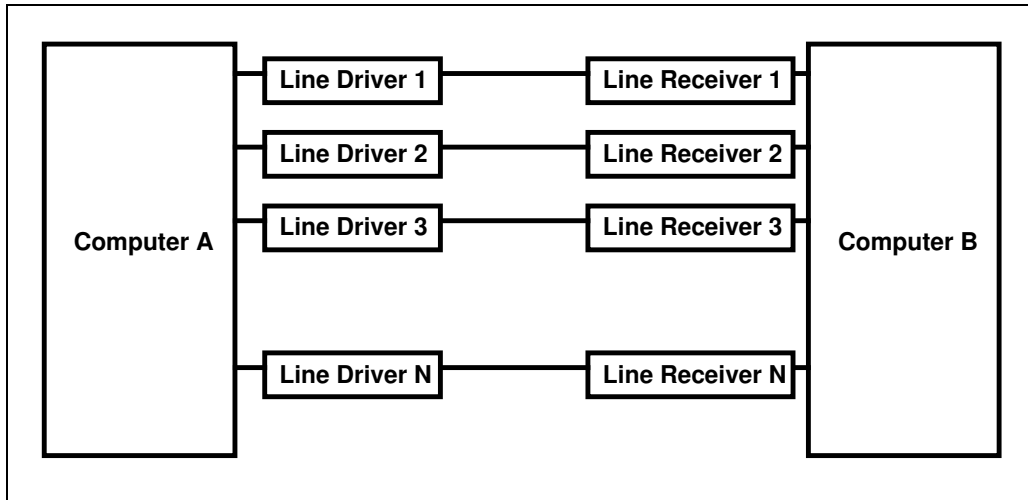 Line Driver 1 Line Receiver 1
Line Driver 2 Line Receiver 2
Line Driver 3 Line Receiver 3
Computer A Computer B
Line Driver N Line Receiver N